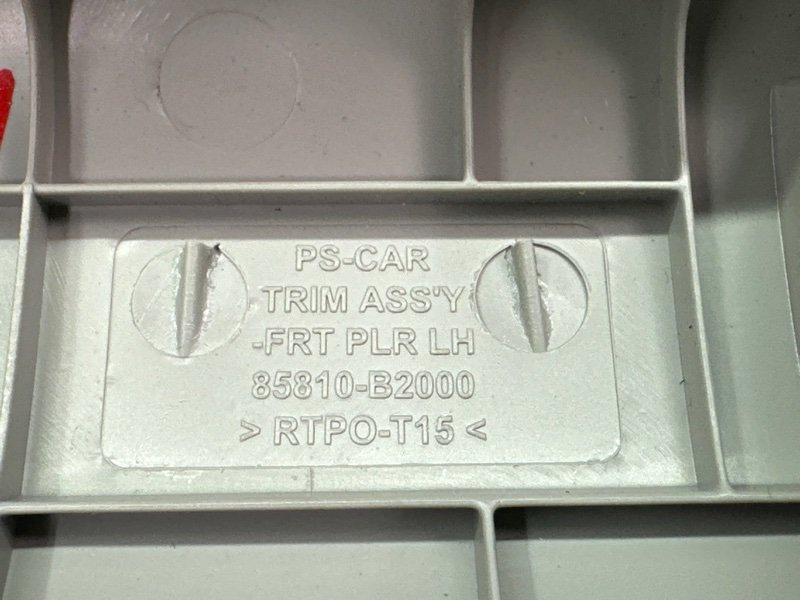 PS-CAR
TRIM ASS'Y
-FRT PLR LH
85810-B2000
> RTPO-T15 <